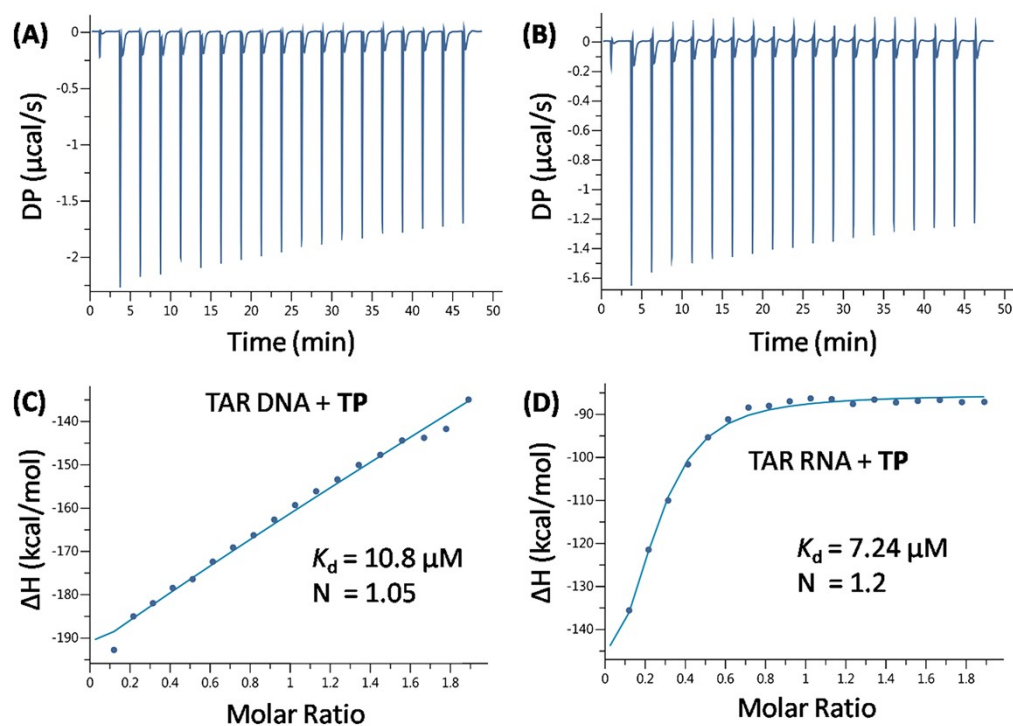 (A)
0
-0.5
-1
-1.5
-2
DP (µcal/s)
0 5 10 15 20 25 30 35 40 45 50
Time (min)
(B)
0
-0.2
-0.4
-0.6
-0.8
-1
-1.2
-1.4
-1.6
DP (µcal/s)
0 5 10 15 20 25 30 35 40 45 50
Time (min)
(C)
TAR DNA + TP
-135
-150
-160
-170
-180
-190
ΔH (kcal/mol)
Kd = 10.8 µM
N = 1.05
0 0.2 0.4 0.6 0.8 1 1.2 1.4 1.6 1.8 2
Molar Ratio
(D)
-90
-100
-110
-120
-130
-140
ΔH (kcal/mol)
TAR RNA + TP
Kd = 7.24 µM
N = 1.2
0 0.2 0.4 0.6 0.8 1 1.2 1.4 1.6 1.8 2
Molar Ratio